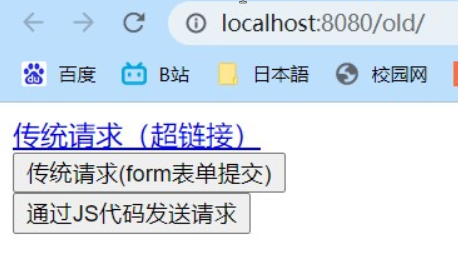 localhost:8080/old/
百度 B站 日本語 校园网
传统请求（超链接）
传统请求(form表单提交)
通过JS代码发送请求